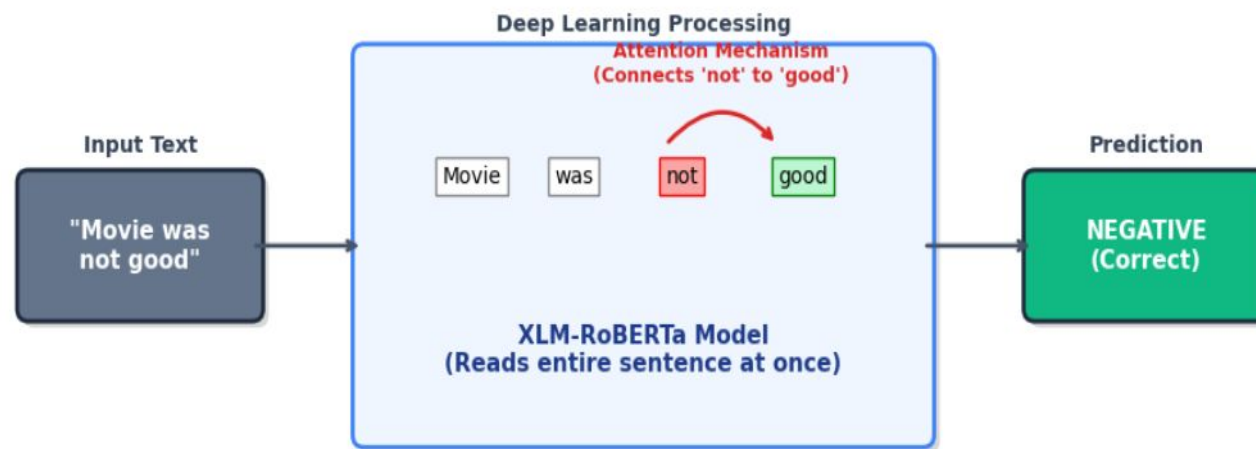 Deep Learning Processing
Attention Mechanism
(Connects 'not' to 'good')
Input Text
Prediction
Movie was not good
"Movie was
not good"
NEGATIVE
(Correct)
XLM-RoBERTa Model
(Reads entire sentence at once)